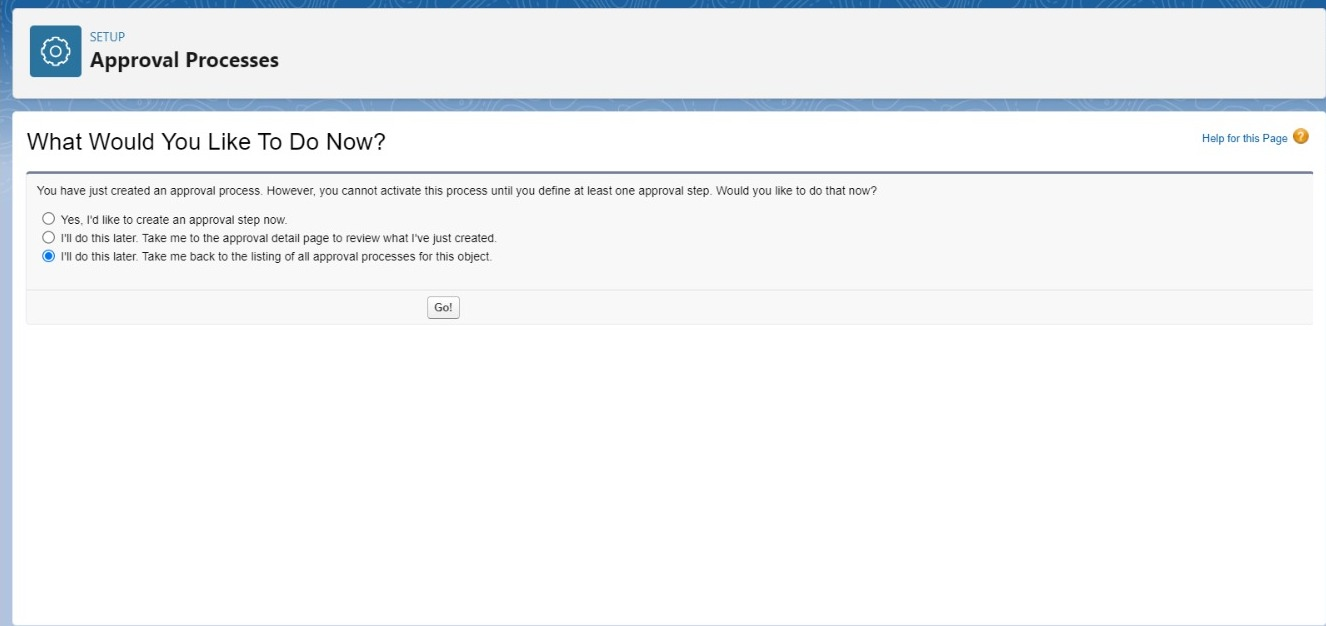 SETUP
Approval Processes
What Would You Like To Do Now?
Help for this Page ?
You have just created an approval process. However, you cannot activate this process until you define at least one approval step. Would you like to do that now?
Yes, I'd like to create an approval step now.
I'll do this later. Take me to the approval detail page to review what I've just created.
I'll do this later. Take me back to the listing of all approval processes for this object.
Go!